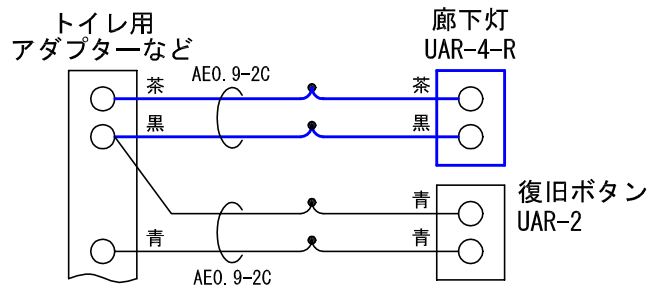 トイレ用
アダプターなど
廊下灯
UAR-4-R
AE0.9-2C
茶
茶
黒
黒
復旧ボタン
UAR-2
青
青
青
AE0.9-2C